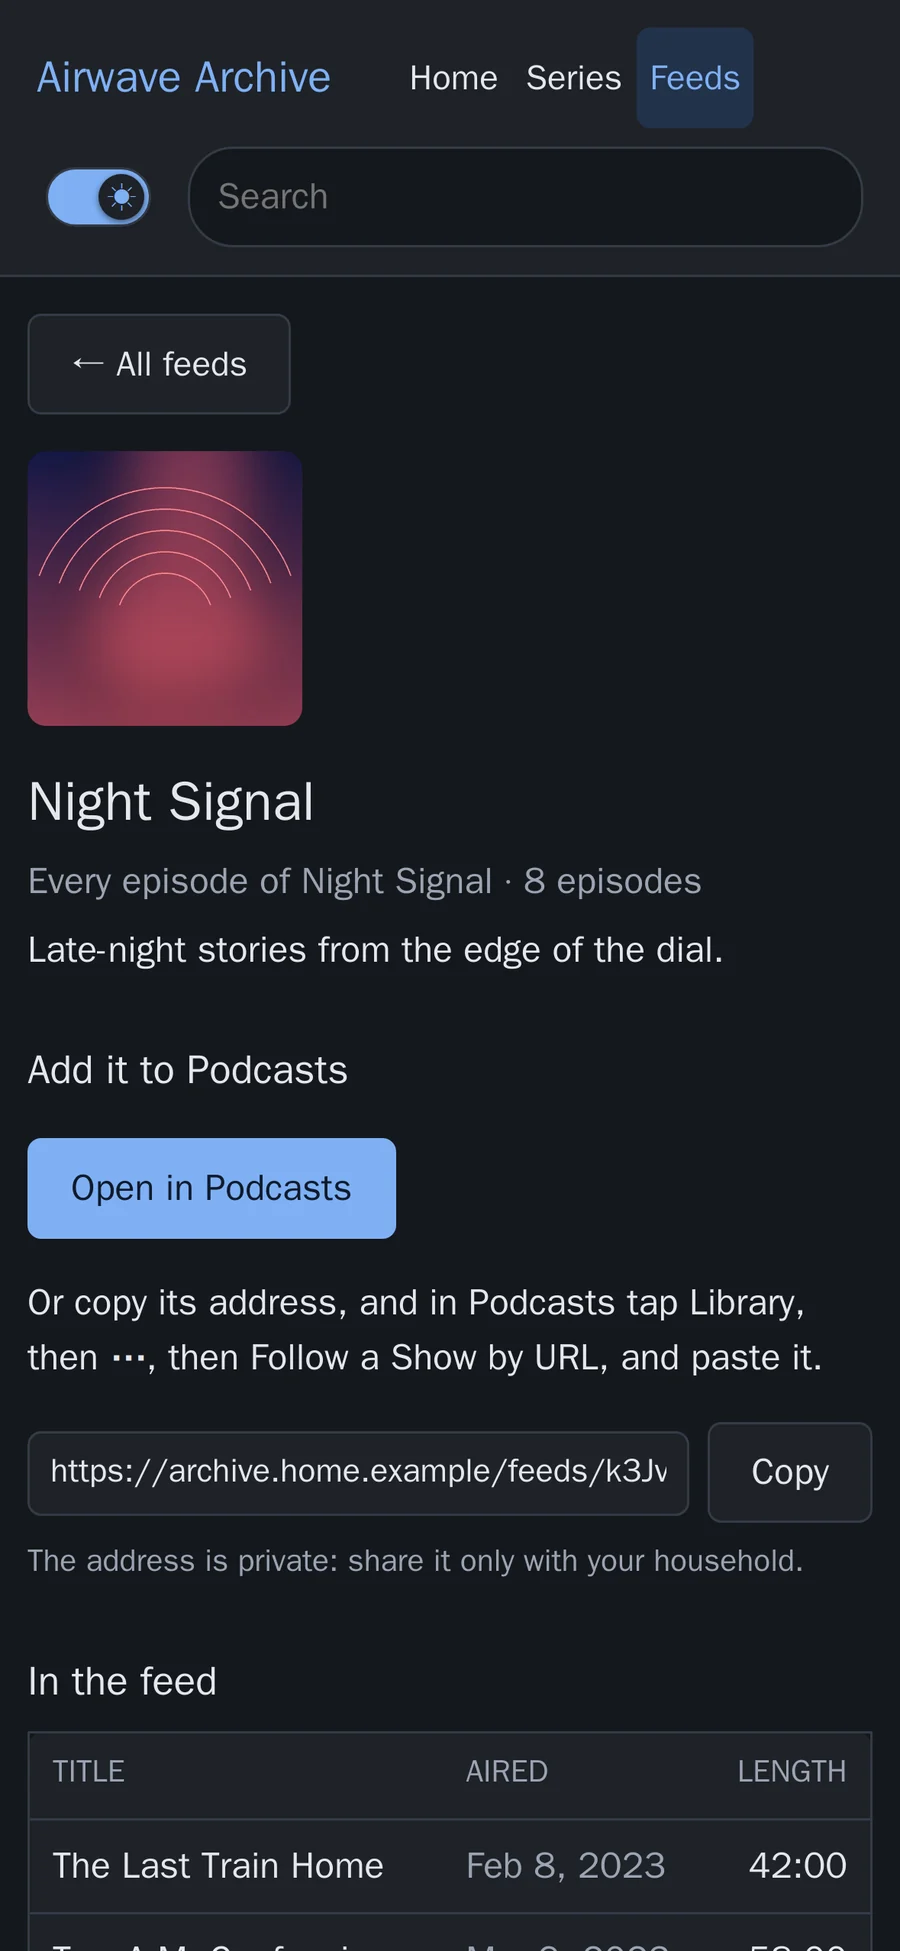 Airwave Archive
Home Series Feeds
Search
← All feeds
Night Signal
Every episode of Night Signal · 8 episodes
Late-night stories from the edge of the dial.
Add it to Podcasts
Open in Podcasts
Or copy its address, and in Podcasts tap Library,
then ···, then Follow a Show by URL, and paste it.
https://archive.home.example/feeds/k3Jv
Copy
The address is private: share it only with your household.
In the feed
TITLE AIRED LENGTH
The Last Train Home Feb 8, 2023 42:00